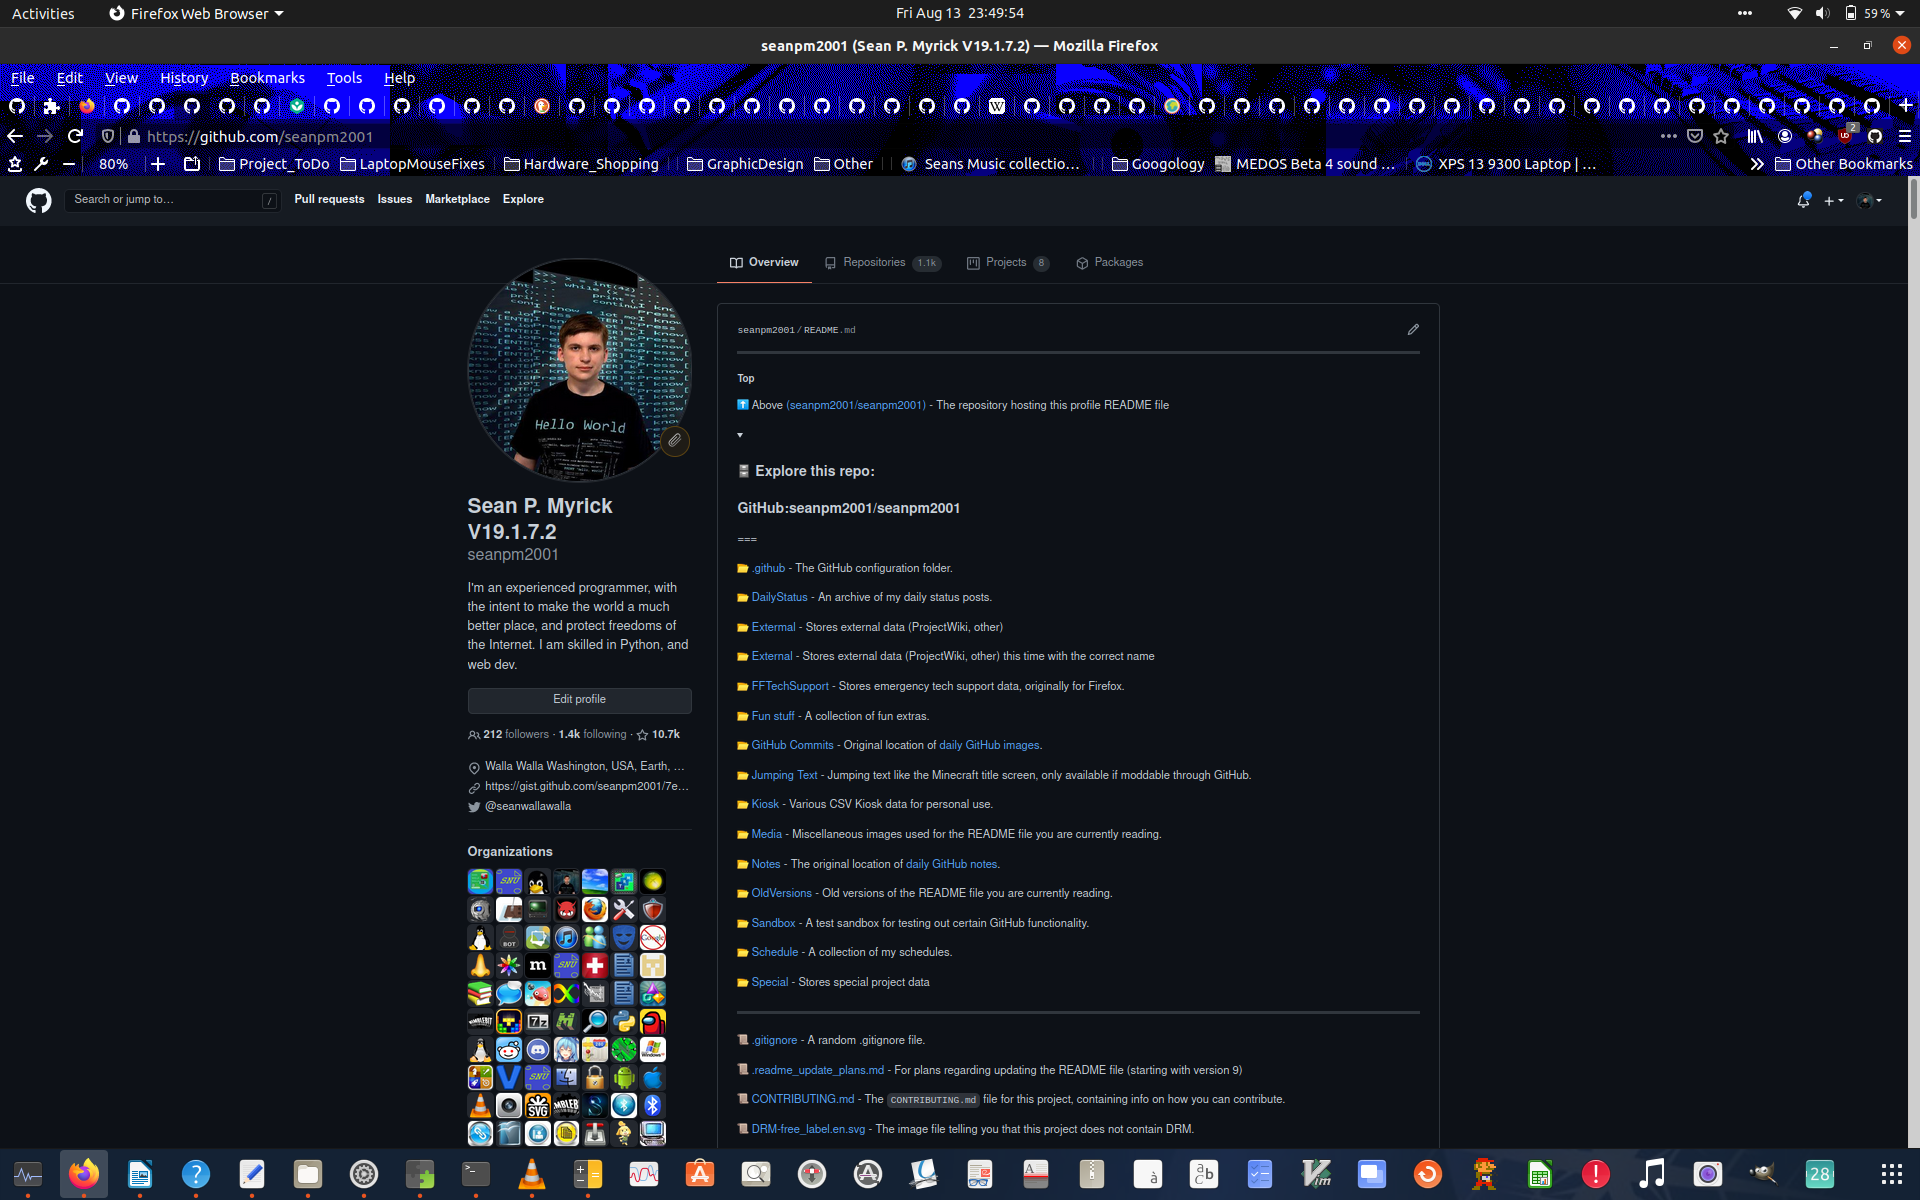 Activities
Firefox Web Browser
Fri Aug 13 23:49:54
59 %
seanpm2001 (Sean P. Myrick V19.1.7.2) — Mozilla Firefox
File Edit View History Bookmarks Tools Help
https://github.com/seanpm2001
2
80%
Project_ToDo
LaptopMouseFixes
Hardware_Shopping
GraphicDesign
Other
Seans Music collectio…
Googology
MEDOS Beta 4 sound …
XPS 13 9300 Laptop | …
Other Bookmarks
Search or jump to…
/
Pull requests Issues Marketplace Explore
Overview
Repositories 1.1k
Projects 8
Packages
Hello World
Sean P. Myrick
V19.1.7.2
seanpm2001
I'm an experienced programmer, with
the intent to make the world a much
better place, and protect freedoms of
the Internet. I am skilled in Python, and
web dev.
Edit profile
212 followers · 1.4k following · 10.7k
Walla Walla Washington, USA, Earth, …
https://gist.github.com/seanpm2001/7e…
@seanwallawalla
Organizations
seanpm2001/README.md
Top
Above (seanpm2001/seanpm2001) - The repository hosting this profile README file
Explore this repo:
GitHub:seanpm2001/seanpm2001
===
.github - The GitHub configuration folder.
DailyStatus - An archive of my daily status posts.
Extermal - Stores external data (ProjectWiki, other)
External - Stores external data (ProjectWiki, other) this time with the correct name
FFTechSupport - Stores emergency tech support data, originally for Firefox.
Fun stuff - A collection of fun extras.
GitHub Commits - Original location of daily GitHub images.
Jumping Text - Jumping text like the Minecraft title screen, only available if moddable through GitHub.
Kiosk - Various CSV Kiosk data for personal use.
Media - Miscellaneous images used for the README file you are currently reading.
Notes - The original location of daily GitHub notes.
OldVersions - Old versions of the README file you are currently reading.
Sandbox - A test sandbox for testing out certain GitHub functionality.
Schedule - A collection of my schedules.
Special - Stores special project data
.gitignore - A random .gitignore file.
.readme_update_plans.md - For plans regarding updating the README file (starting with version 9)
CONTRIBUTING.md - The CONTRIBUTING.md file for this project, containing info on how you can contribute.
DRM-free_label.en.svg - The image file telling you that this project does not contain DRM.
28